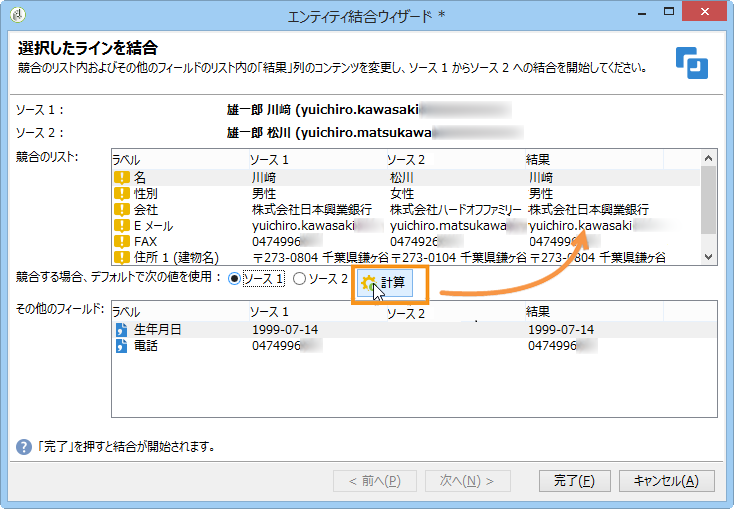 エンティティ結合ウィザード *
選択したラインを結合
競合のリスト内およびその他のフィールドのリスト内の「結果」列のコンテンツを変更し、ソース 1 からソース 2 への結合を開始してください。
ソース 1： 雄一郎 川﨑 (yuichiro.kawasaki
ソース 2： 雄一郎 松川 (yuichiro.matsukawa
競合のリスト: ラベル ソース 1 ソース 2 結果
名 川﨑 松川 川﨑
性別 男性 女性 男性
会社 株式会社日本興業銀行 株式会社ハードオフファミリー 株式会社日本興業銀行
E メール yuichiro.kawasaki yuichiro.matsukawa yuichiro.kawasaki
FAX 0474996 0474926 0474996
住所 1 (建物名) 〒273-0804 千葉県鎌ヶ谷 〒273-0104 千葉県鎌ヶ谷 〒273-0804 千葉県鎌ヶ谷
競合する場合、デフォルトで次の値を使用： ソース 1 ソース 2 計算
その他のフィールド: ラベル ソース 1 ソース 2 結果
生年月日 1999-07-14 1999-07-14
電話 0474996 0474996
「完了」を押すと結合が開始されます。
< 前へ(P) 次へ(N) > 完了(F) キャンセル(A)